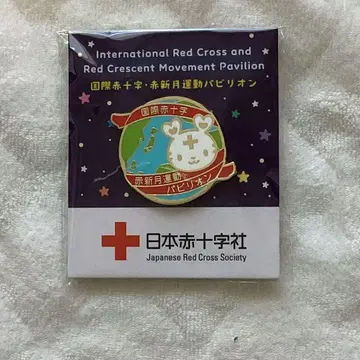 International Red Cross and
Red Crescent Movement Pavilion
国際赤十字・赤新月運動パビリオン
国際赤十字
赤新月運動
パビリオン
日本赤十字社
Japanese Red Cross Society